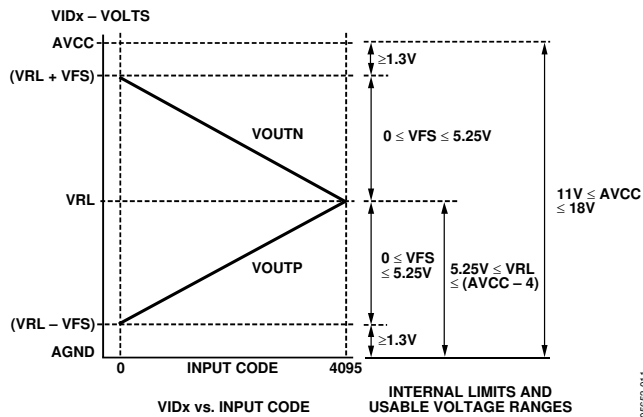 VIDx – VOLTS
AVCC
(VRL + VFS)
VRL
(VRL – VFS)
AGND
VOUTN
VOUTP
0
INPUT CODE
4095
VIDx vs. INPUT CODE
≥1.3V
0 ≤ VFS ≤ 5.25V
0 ≤ VFS
≤ 5.25V
≥1.3V
5.25V ≤ VRL
≤ (AVCC – 4)
11V ≤ AVCC
≤ 18V
INTERNAL LIMITS AND
USABLE VOLTAGE RANGES